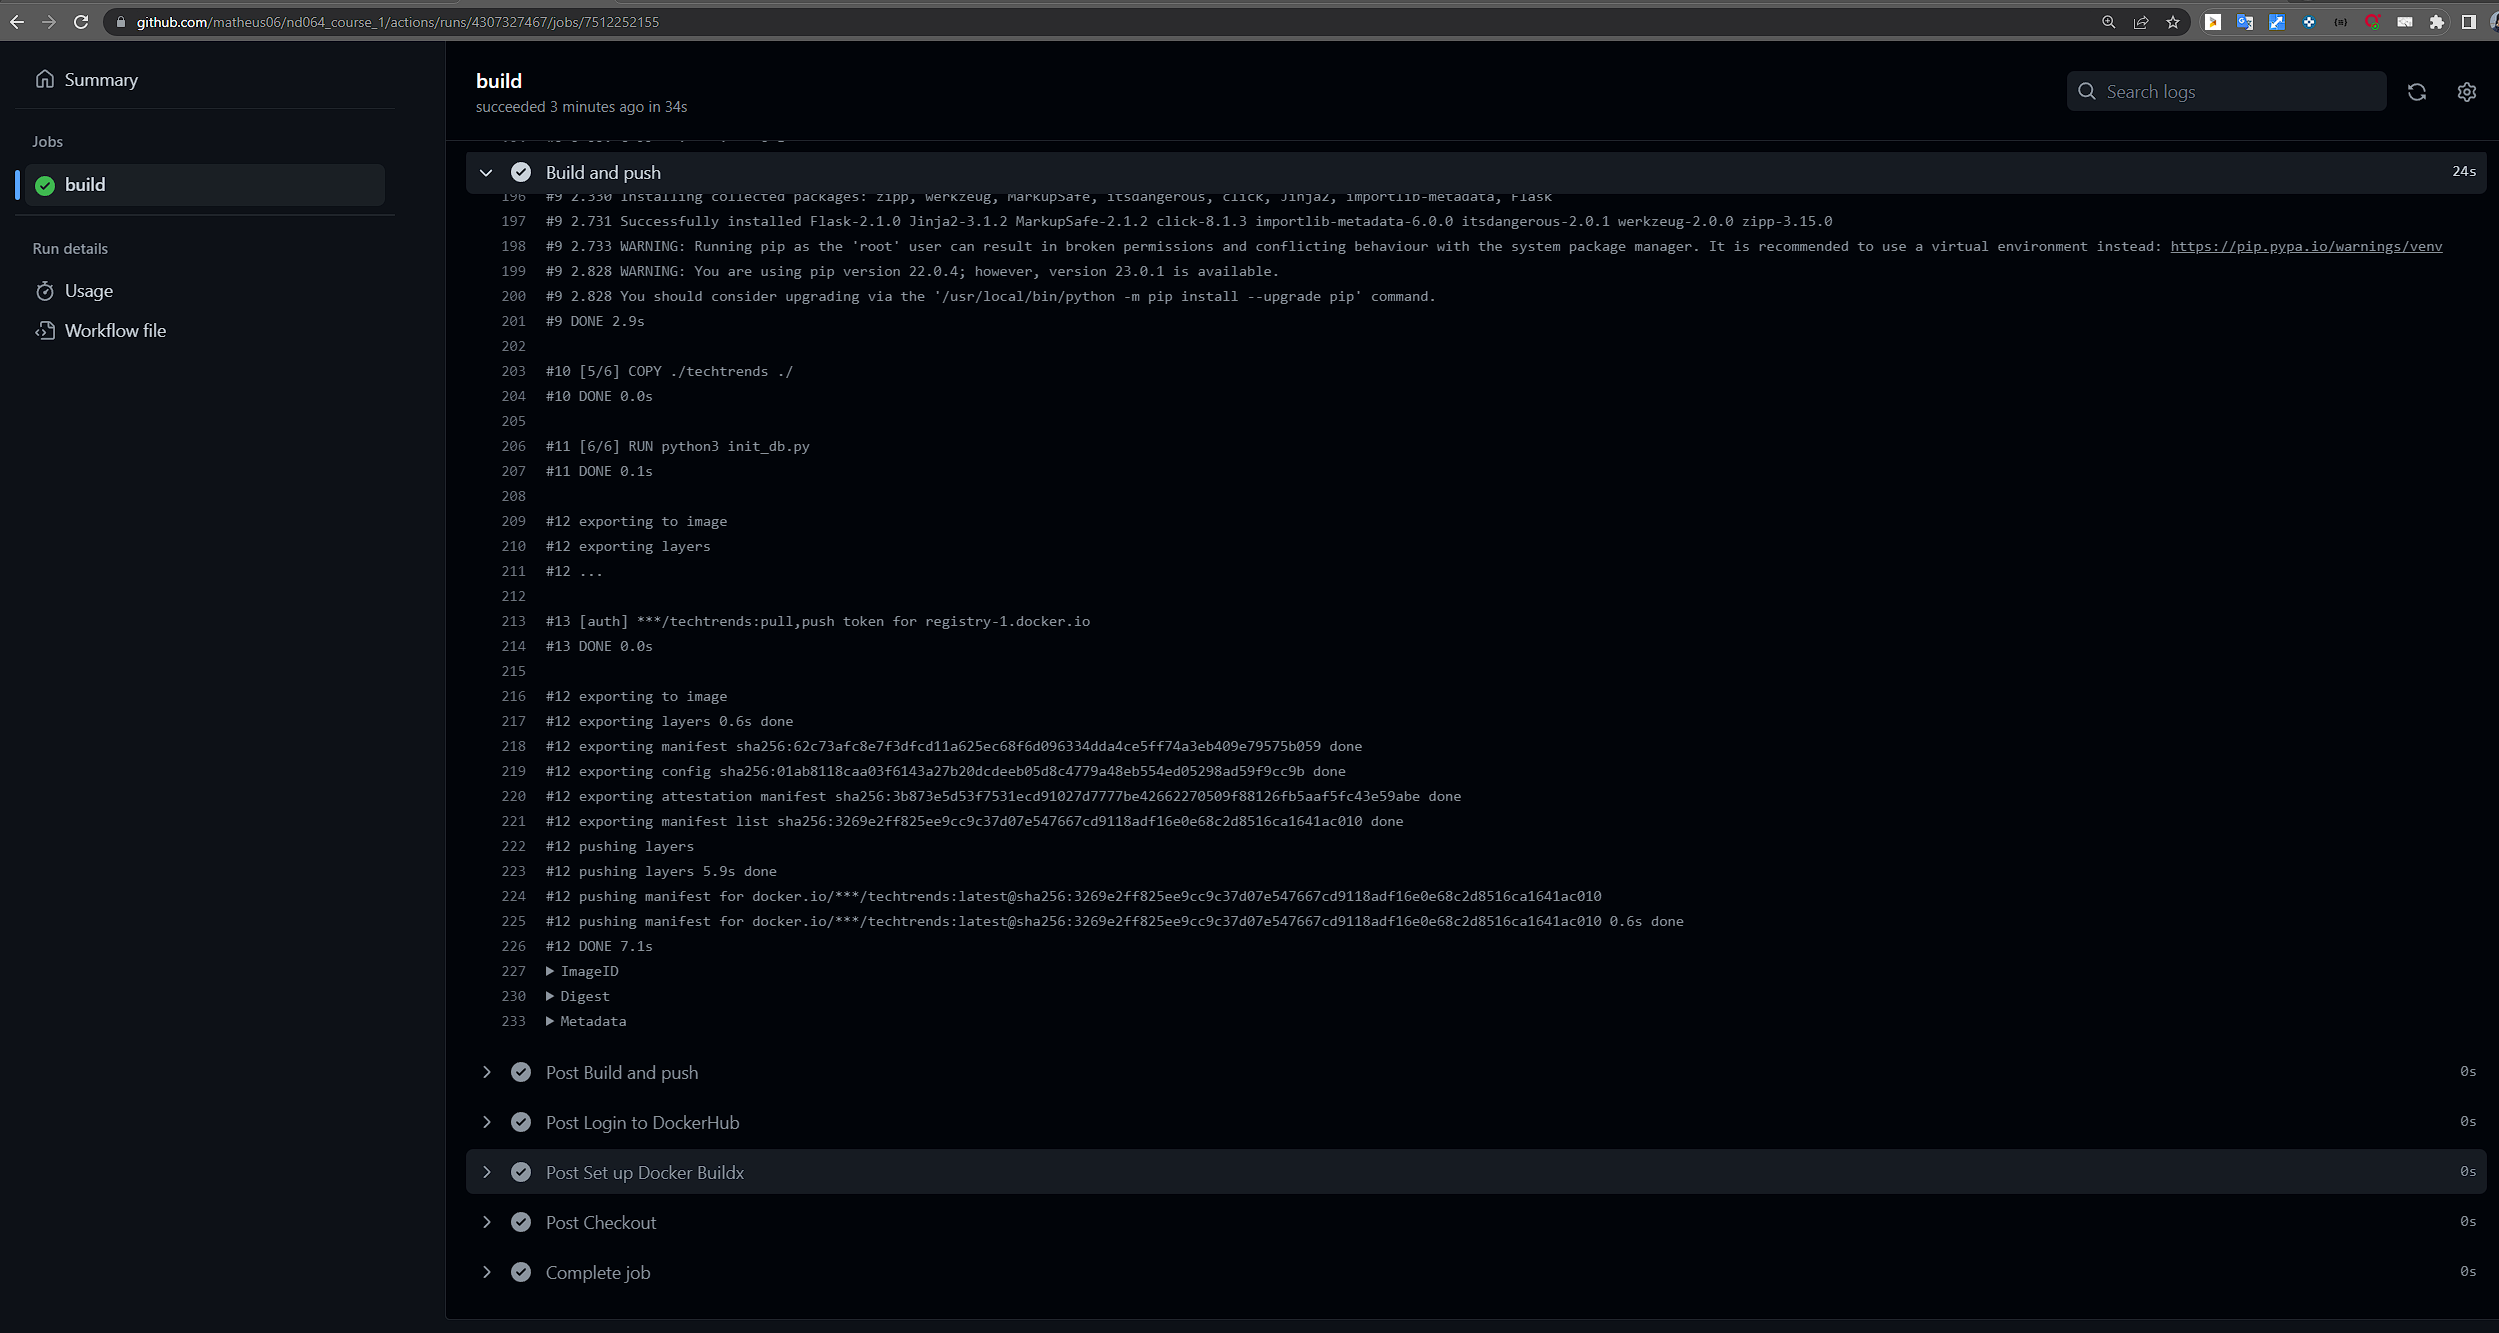 github.com/matheus06/nd064_course_1/actions/runs/4307327467/jobs/7512252155
Summary
Jobs
build
Run details
Usage
Workflow file
build
succeeded 3 minutes ago in 34s
Search logs
Build and push 24s
196 #9 2.330 Installing collected packages: zipp, werkzeug, MarkupSafe, itsdangerous, click, Jinja2, importlib-metadata, Flask
197 #9 2.731 Successfully installed Flask-2.1.0 Jinja2-3.1.2 MarkupSafe-2.1.2 click-8.1.3 importlib-metadata-6.0.0 itsdangerous-2.0.1 werkzeug-2.0.0 zipp-3.15.0
198 #9 2.733 WARNING: Running pip as the 'root' user can result in broken permissions and conflicting behaviour with the system package manager. It is recommended to use a virtual environment instead: https://pip.pypa.io/warnings/venv
199 #9 2.828 WARNING: You are using pip version 22.0.4; however, version 23.0.1 is available.
200 #9 2.828 You should consider upgrading via the '/usr/local/bin/python -m pip install --upgrade pip' command.
201 #9 DONE 2.9s
202
203 #10 [5/6] COPY ./techtrends ./
204 #10 DONE 0.0s
205
206 #11 [6/6] RUN python3 init_db.py
207 #11 DONE 0.1s
208
209 #12 exporting to image
210 #12 exporting layers
211 #12 ...
212
213 #13 [auth] ***/techtrends:pull,push token for registry-1.docker.io
214 #13 DONE 0.0s
215
216 #12 exporting to image
217 #12 exporting layers 0.6s done
218 #12 exporting manifest sha256:62c73afc8e7f3dfcd11a625ec68f6d096334dda4ce5ff74a3eb409e79575b059 done
219 #12 exporting config sha256:01ab8118caa03f6143a27b20dcdeeb05d8c4779a48eb554ed05298ad59f9cc9b done
220 #12 exporting attestation manifest sha256:3b873e5d53f7531ecd91027d7777be42662270509f88126fb5aaf5fc43e59abe done
221 #12 exporting manifest list sha256:3269e2ff825ee9cc9c37d07e547667cd9118adf16e0e68c2d8516ca1641ac010 done
222 #12 pushing layers
223 #12 pushing layers 5.9s done
224 #12 pushing manifest for docker.io/***/techtrends:latest@sha256:3269e2ff825ee9cc9c37d07e547667cd9118adf16e0e68c2d8516ca1641ac010
225 #12 pushing manifest for docker.io/***/techtrends:latest@sha256:3269e2ff825ee9cc9c37d07e547667cd9118adf16e0e68c2d8516ca1641ac010 0.6s done
226 #12 DONE 7.1s
227 ImageID
230 Digest
233 Metadata
Post Build and push 0s
Post Login to DockerHub 0s
Post Set up Docker Buildx 0s
Post Checkout 0s
Complete job 0s